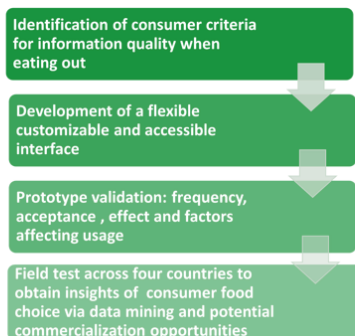 Identification of consumer criteria
for information quality when
eating out
Development of a flexible
customizable and accessible
interface
Prototype validation: frequency,
acceptance , effect and factors
affecting usage
Field test across four countries to
obtain insights of consumer food
choice via data mining and potential
commercialization opportunities